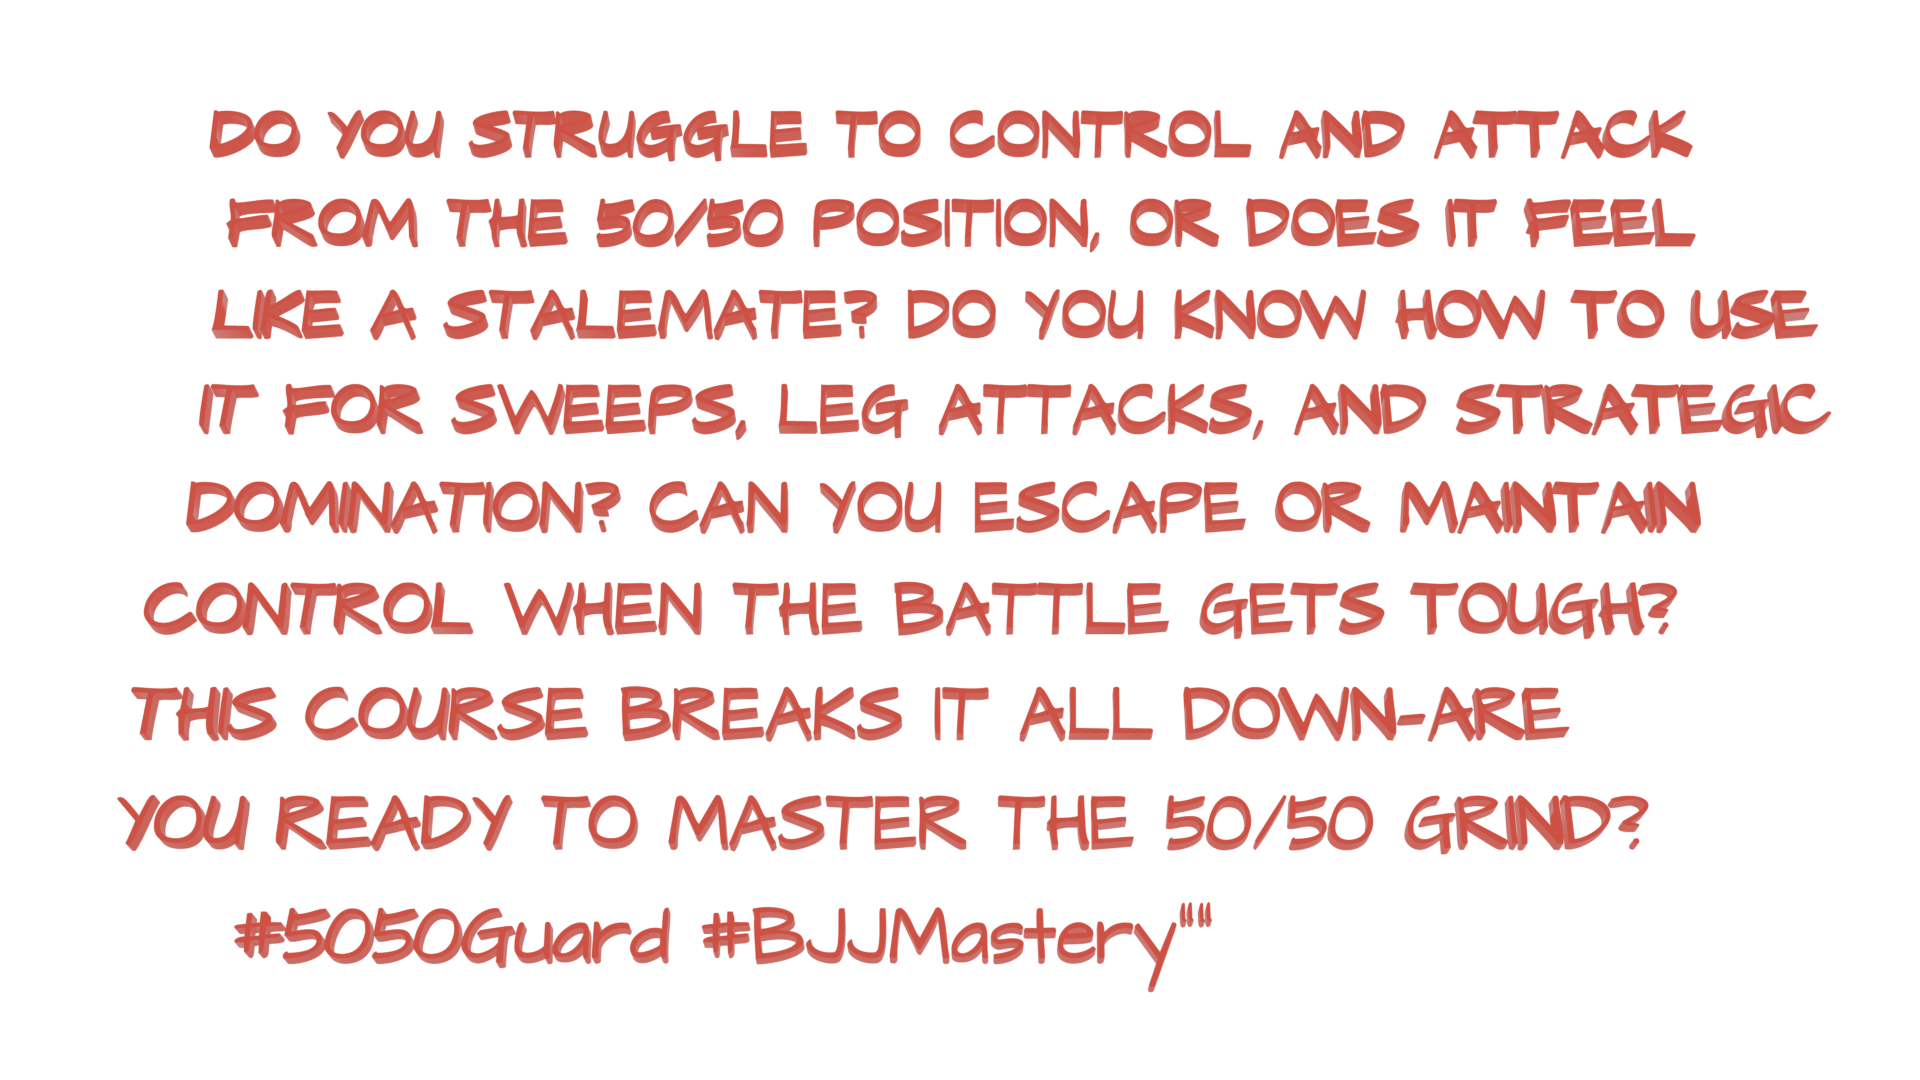 DO YOU STRUGGLE TO CONTROL AND ATTACK
FROM THE 50/50 POSITION, OR DOES IT FEEL
LIKE A STALEMATE? DO YOU KNOW HOW TO USE
IT FOR SWEEPS, LEG ATTACKS, AND STRATEGIC
DOMINATION? CAN YOU ESCAPE OR MAINTAIN
CONTROL WHEN THE BATTLE GETS TOUGH?
THIS COURSE BREAKS IT ALL DOWN-ARE
YOU READY TO MASTER THE 50/50 GRIND?
#5050Guard #BJJMastery""